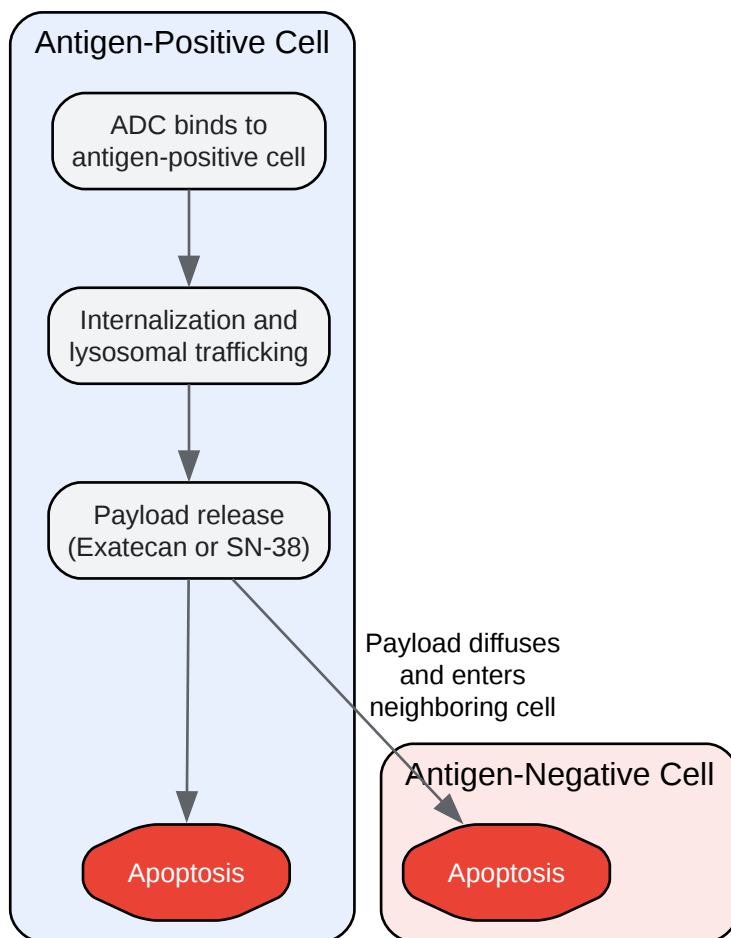 Antigen-Positive Cell
ADC binds to
antigen-positive cell
Internalization and
lysosomal trafficking
Payload release
(Exatecan or SN-38)
Payload diffuses
and enters
neighboring cell
Antigen-Negative Cell
Apoptosis
Apoptosis